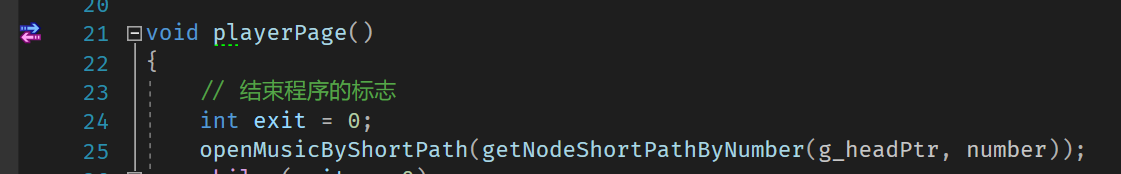 20
21 void playerPage()
22 {
23 // 结束程序的标志
24 int exit = 0;
25 openMusicByShortPath(getNodeShortPathByNumber(g_headPtr, number));